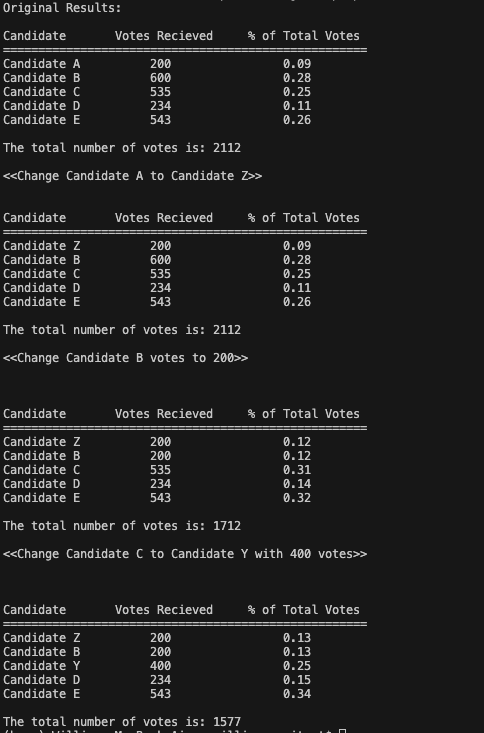 Original Results:
Candidate Votes Recieved % of Total Votes
====================================================
Candidate A 200 0.09
Candidate B 600 0.28
Candidate C 535 0.25
Candidate D 234 0.11
Candidate E 543 0.26
The total number of votes is: 2112
<<Change Candidate A to Candidate Z>>
Candidate Votes Recieved % of Total Votes
====================================================
Candidate Z 200 0.09
Candidate B 600 0.28
Candidate C 535 0.25
Candidate D 234 0.11
Candidate E 543 0.26
The total number of votes is: 2112
<<Change Candidate B votes to 200>>
Candidate Votes Recieved % of Total Votes
====================================================
Candidate Z 200 0.12
Candidate B 200 0.12
Candidate C 535 0.31
Candidate D 234 0.14
Candidate E 543 0.32
The total number of votes is: 1712
<<Change Candidate C to Candidate Y with 400 votes>>
Candidate Votes Recieved % of Total Votes
====================================================
Candidate Z 200 0.13
Candidate B 200 0.13
Candidate Y 400 0.25
Candidate D 234 0.15
Candidate E 543 0.34
The total number of votes is: 1577